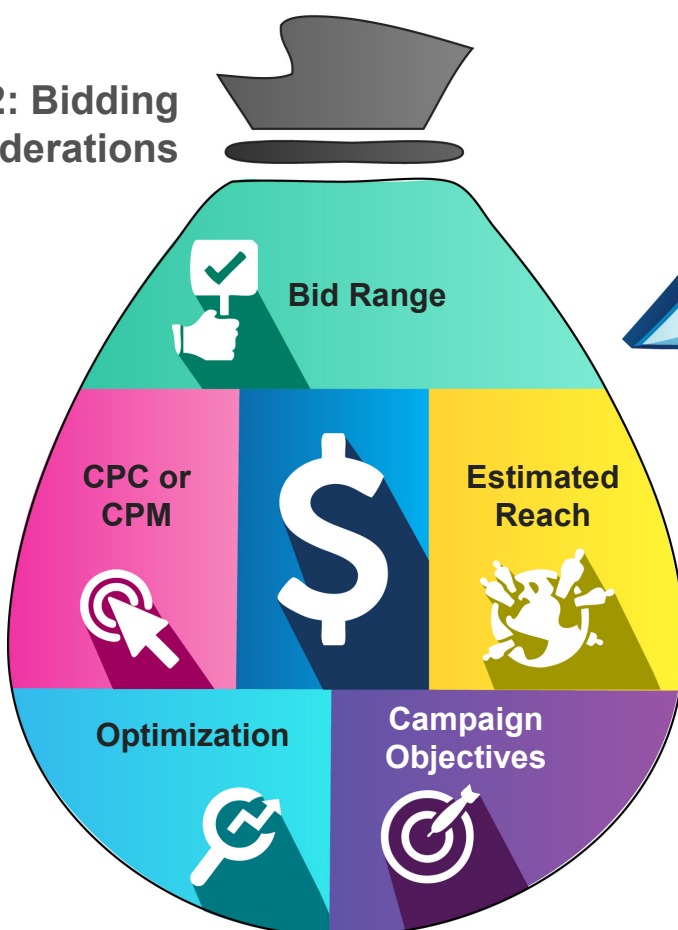 2: Bidding
derations
Bid Range
CPC or
CPM
$
Estimated
Reach
Optimization
Campaign
Objectives